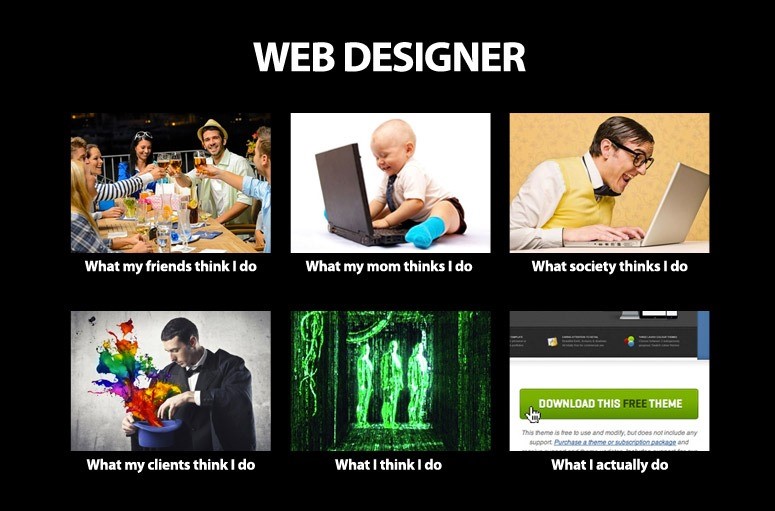 WEB DESIGNER
What my friends think I do
What my mom thinks I do
What society thinks I do
What my clients think I do
What I think I do
DOWNLOAD THIS FREE THEME
This theme is free to use and modify, but does not include any
support. Purchase a theme or subscription package and
What I actually do